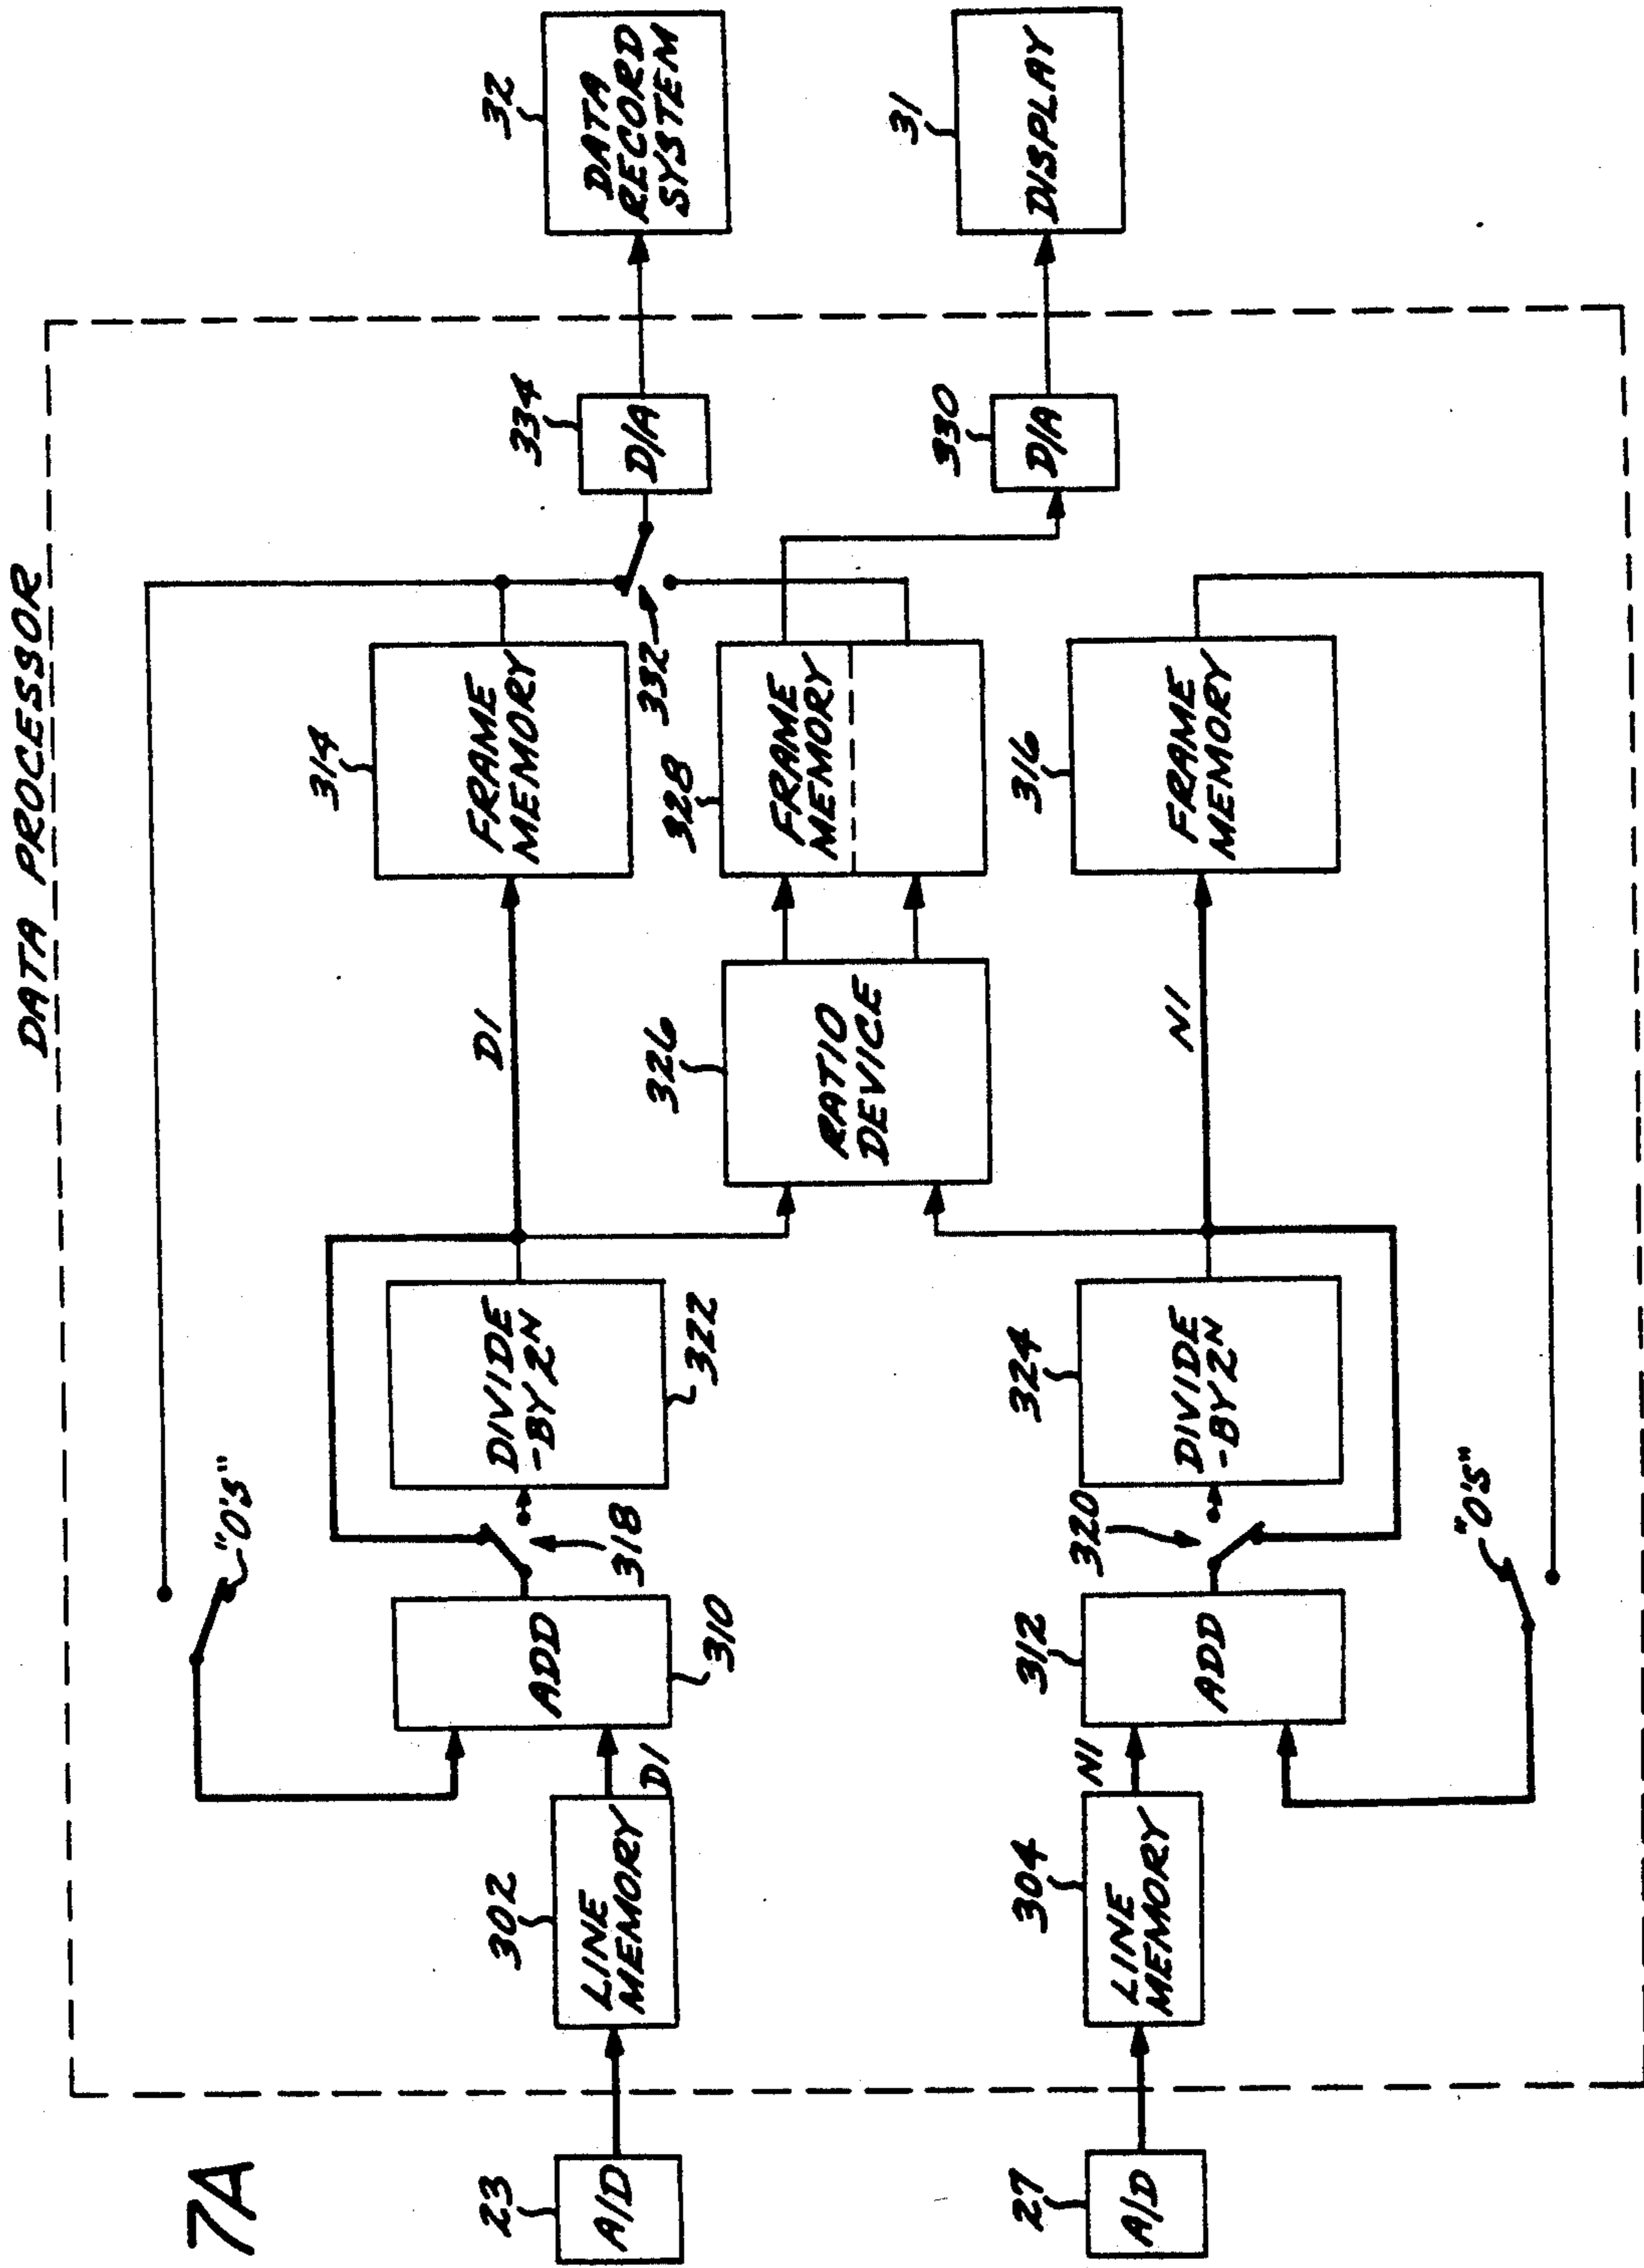 7A
DATA PROCESSOR
23
A/D
27
A/D
302
LINE
MEMORY
D1
304
LINE
MEMORY
N1
"0'S"
ADD
310
318
312
ADD
320
"0'S"
DIVIDE
-BY 2N
322
324
DIVIDE
-BY 2N
D1
326
RATIO
DEVICE
N1
314
FRAME
MEMORY
328
FRAME
MEMORY
332
316
FRAME
MEMORY
334
D/A
330
D/A
32
DATA
RECORD
SYSTEM
31
DISPLAY